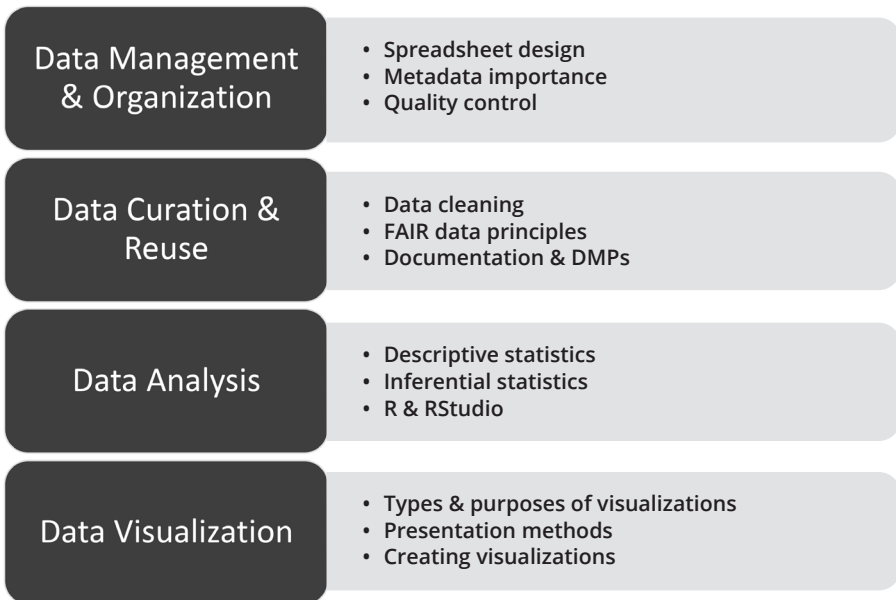 Data Management
& Organization
• Spreadsheet design
• Metadata importance
• Quality control
Data Curation &
Reuse
• Data cleaning
• FAIR data principles
• Documentation & DMPs
Data Analysis
• Descriptive statistics
• Inferential statistics
• R & RStudio
Data Visualization
• Types & purposes of visualizations
• Presentation methods
• Creating visualizations